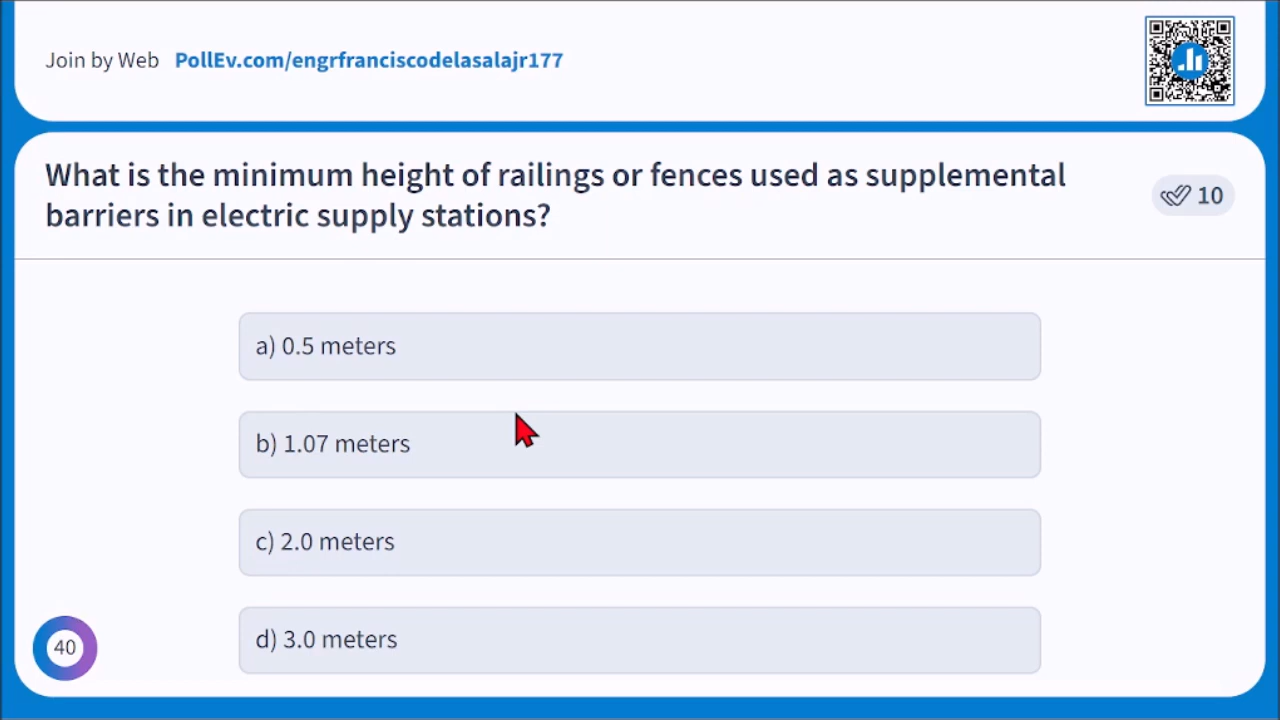 Join by Web PollEv.com/engrfranciscodelasalajr177
What is the minimum height of railings or fences used as supplemental
barriers in electric supply stations?
10
a) 0.5 meters
b) 1.07 meters
c) 2.0 meters
d) 3.0 meters
40